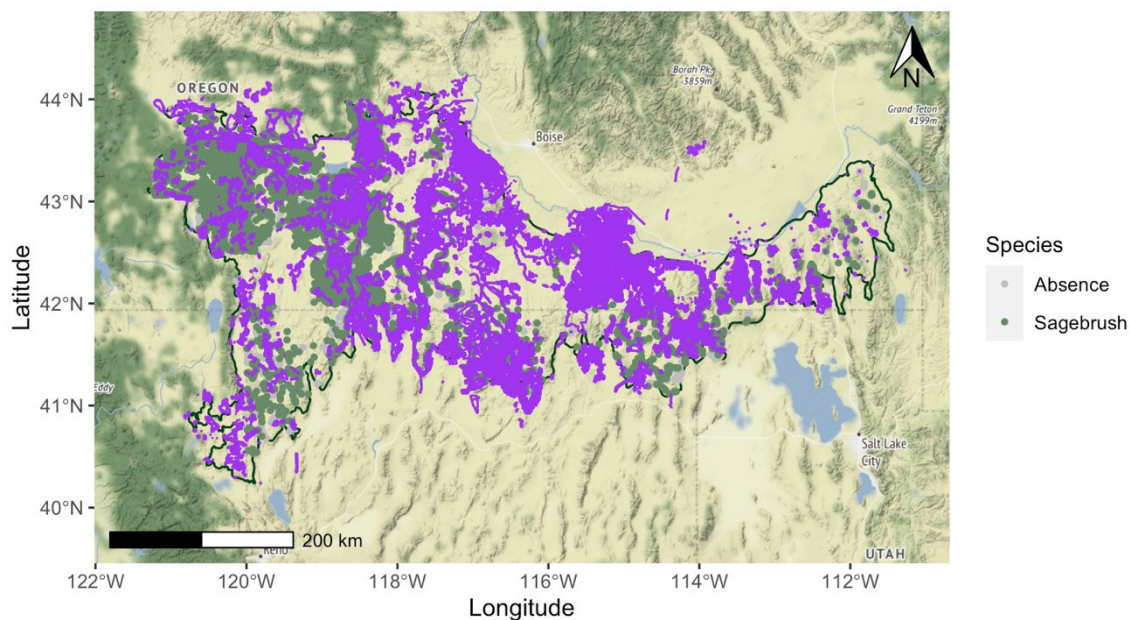 OREGON
Borah Pk.
3859m
Grand Teton
4199m
N
Boise
Eddy
Salt Lake
City
Reno
UTAH
200 km
44°N
43°N
42°N
41°N
40°N
Latitude
122°W
120°W
118°W
116°W
114°W
112°W
Longitude
Species
Absence
Sagebrush